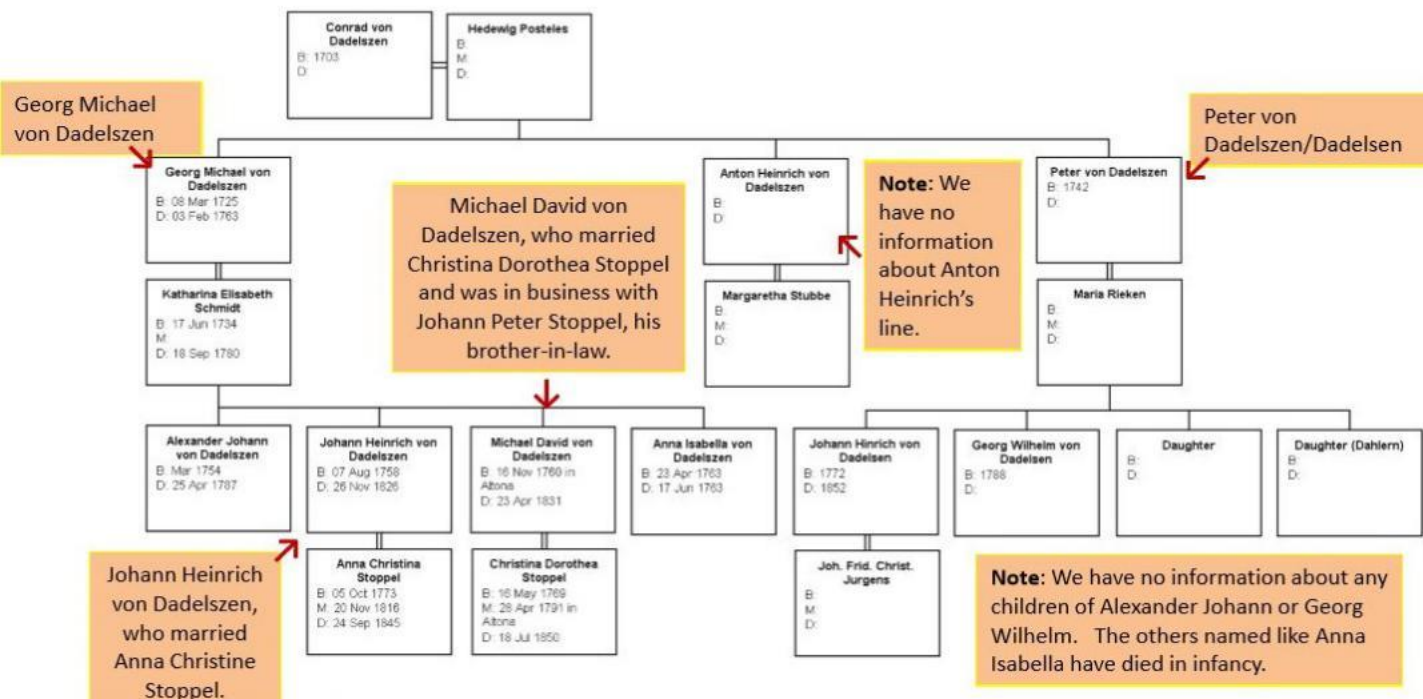 Conrad von
Dadelszen
B: 1703
D:
Hedewig Posteles
B:
M:
D:
Georg Michael
von Dadelszen
Peter von
Dadelszen/Dadelsen
Georg Michael von
Dadelszen
B: 08 Mar 1725
D: 03 Feb 1763
Anton Heinrich von
Dadelszen
B:
D:
Peter von Dadelszen
B: 1742
D:
Note: We
have no
information
about Anton
Heinrich's
line.
Michael David von
Dadelszen, who married
Christina Dorothea Stoppel
and was in business with
Johann Peter Stoppel, his
brother-in-law.
Katharina Elisabeth
Schmidt
B: 17 Jun 1734
M:
D: 18 Sep 1780
Margaretha Stubbe
B:
M:
D:
Maria Rieken
B:
M:
D:
Alexander Johann
von Dadelszen
B: Mar 1754
D: 25 Apr 1787
Johann Heinrich von
Dadelszen
B: 07 Aug 1758
D: 26 Nov 1826
Michael David von
Dadelszen
B: 16 Nov 1760 in
Altona
D: 23 Apr 1831
Anna Isabella von
Dadelszen
B: 23 Apr 1763
D: 17 Jun 1763
Johann Hinrich von
Dadelsen
B: 1772
D: 1852
Georg Wilhelm von
Dadelsen
B: 1788
D:
Daughter
B:
D:
Daughter (Dahlern)
B:
D:
Johann Heinrich
von Dadelszen,
who married
Anna Christine
Stoppel.
Anna Christina
Stoppel
B: 05 Oct 1773
M: 20 Nov 1816
D: 24 Sep 1845
Christina Dorothea
Stoppel
B: 16 May 1769
M: 28 Apr 1791 in
Altona
D: 18 Jul 1850
Joh. Frid. Christ.
Jurgens
B:
M:
D:
Note: We have no information about any
children of Alexander Johann or Georg
Wilhelm. The others named like Anna
Isabella have died in infancy.